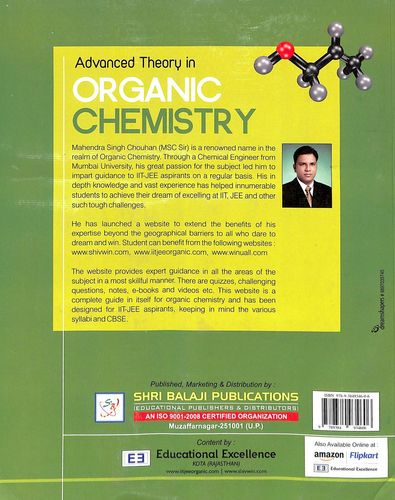 Advanced Theory in
ORGANIC
CHEMISTRY
Mahendra Singh Chouhan (MSC Sir) is a renowned name in the
realm of Organic Chemistry. Through a Chemical Engineer from
Mumbai University, his great passion for the subject led him to
impart guidance to IIT-JEE aspirants on a regular basis. His in
depth knowledge and vast experience has helped innumerable
students to achieve their dream of excelling at IIT, JEE and other
such tough challenges.
He has launched a website to extend the benefits of his
expertise beyond the geographical barriers to all who dare to
dream and win. Student can benefit from the following websites :
www.shivwin.com, www.iitjeeorganic.com, www.winuall.com
The website provides expert guidance in all the areas of the
subject in a most skillful manner. There are quizzes, challenging
questions, notes, e-books and videos etc. This website is a
complete guide in itself for organic chemistry and has been
designed for IIT-JEE aspirants, keeping in mind the various
syllabi and CBSE.
Published, Marketing & Distribution by :
SHRI BALAJI PUBLICATIONS
(EDUCATIONAL PUBLISHERS & DISTRIBUTORS)
AN ISO 9001-2008 CERTIFIED ORGANIZATION
Muzaffarnagar-251001 (U.P.)
Content by :
Educational Excellence
KOTA (RAJASTHAN)
www.iitjeeorganic.com
Also Available Online at :
amazon
Flipkart
Educational Excellence